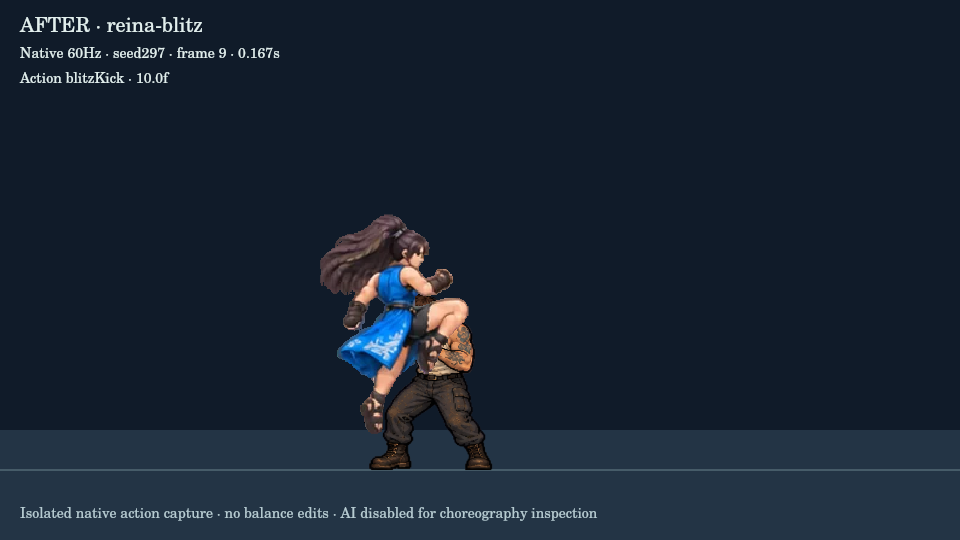 AFTER · reina-blitz
Native 60Hz · seed297 · frame 9 · 0.167s
Action blitzKick · 10.0f
Isolated native action capture · no balance edits · AI disabled for choreography inspection